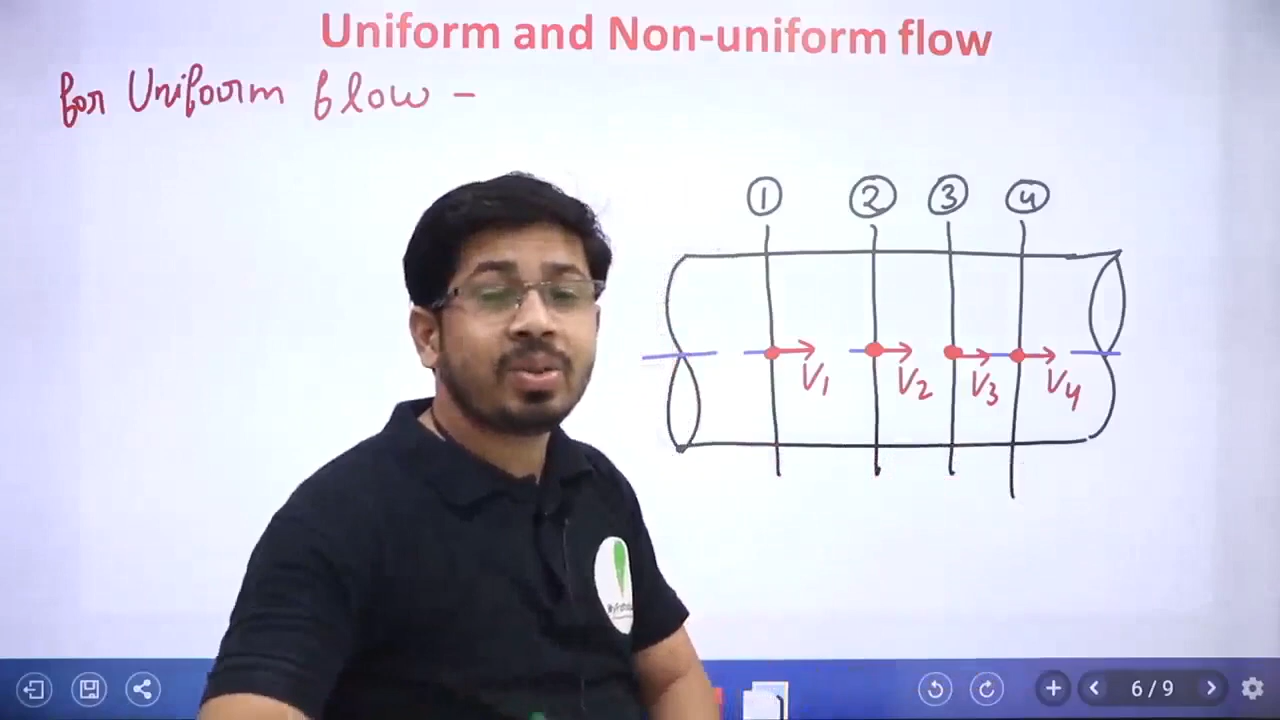 Uniform and Non-uniform flow
for Uniform flow -
1 2 3 4
V1 V2 V3 V4
6 / 9